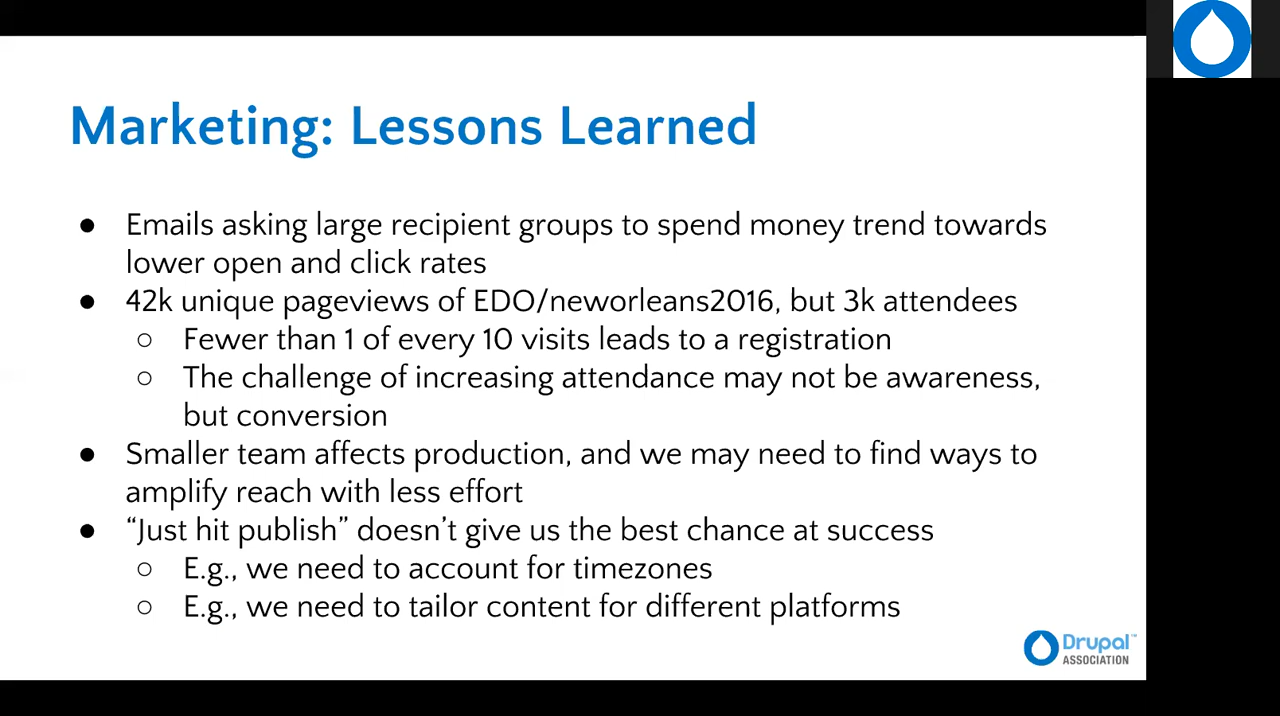 Marketing: Lessons Learned
● Emails asking large recipient groups to spend money trend towards
lower open and click rates
● 42k unique pageviews of EDO/neworleans2016, but 3k attendees
○ Fewer than 1 of every 10 visits leads to a registration
○ The challenge of increasing attendance may not be awareness,
but conversion
● Smaller team affects production, and we may need to find ways to
amplify reach with less effort
● “Just hit publish” doesn’t give us the best chance at success
○ E.g., we need to account for timezones
○ E.g., we need to tailor content for different platforms
Drupal™
ASSOCIATION